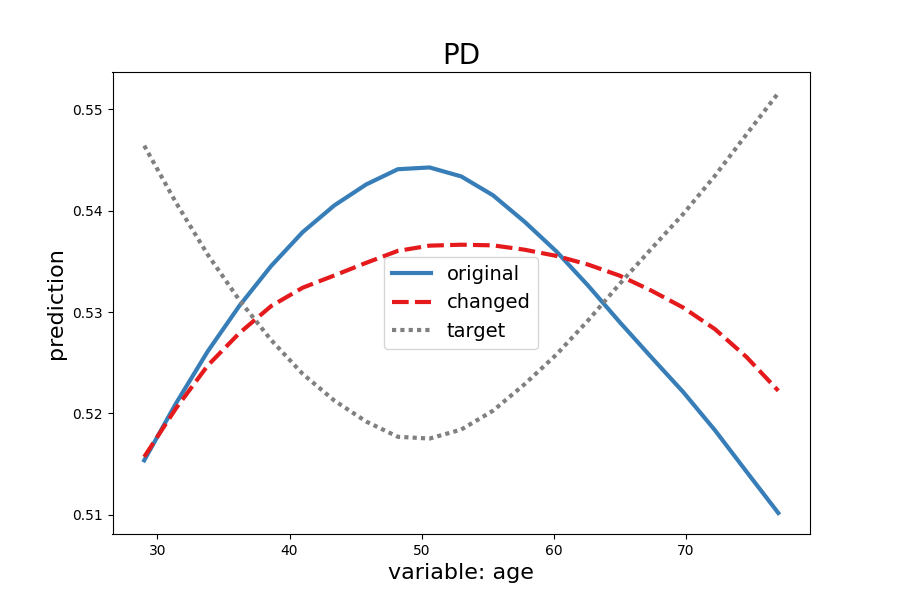 PD
prediction
0.55
0.54
0.53
0.52
0.51
original
changed
target
30 40 50 60 70
variable: age